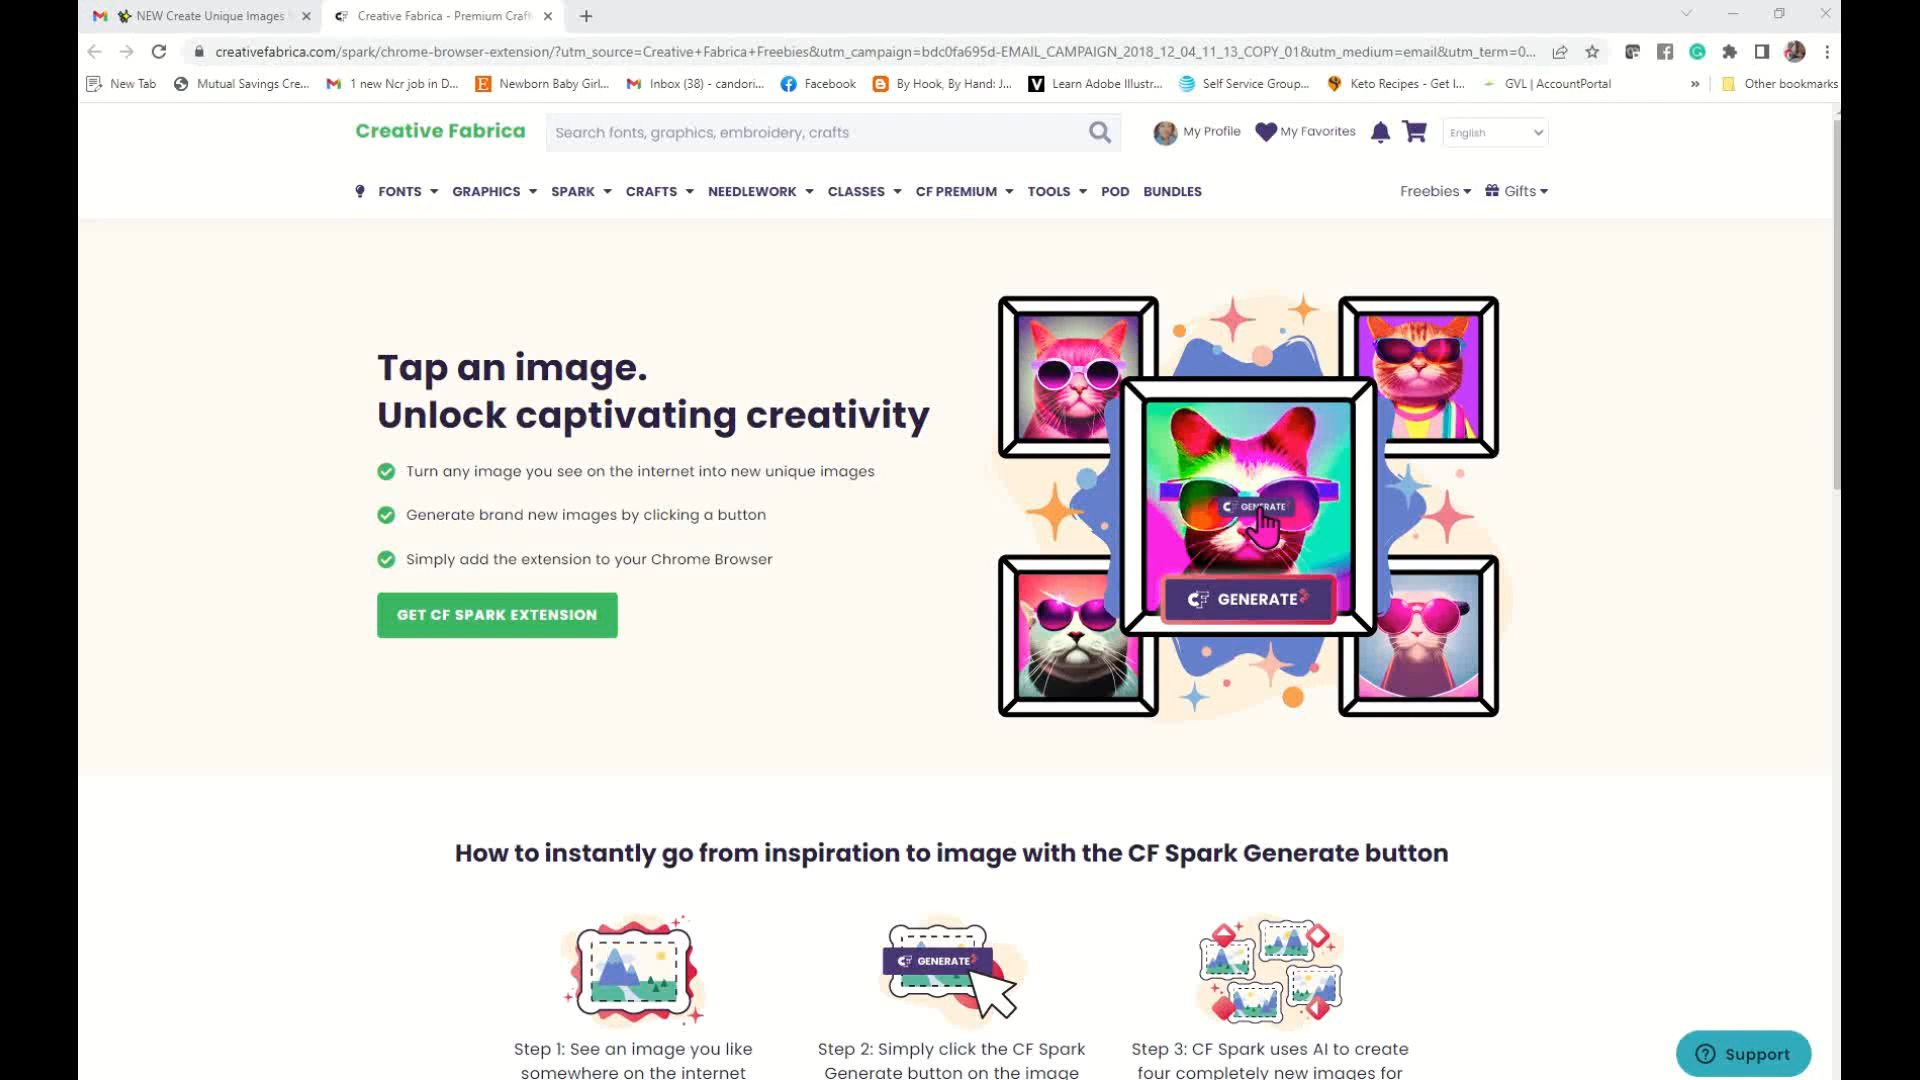 NEW Create Unique Images
Creative Fabrica - Premium Craft
creativefabrica.com/spark/chrome-browser-extension/?utm_source=Creative+Fabrica+Freebies&utm_campaign=bdc0fa695d-EMAIL_CAMPAIGN_2018_12_04_11_13_COPY_01&utm_medium=email&utm_term=0...
New Tab Mutual Savings Cre... 1 new Ncr job in D... Newborn Baby Girl... Inbox (38) - candori... Facebook By Hook, By Hand: J... Learn Adobe Illustr... Self Service Group... Keto Recipes - Get I... GVL | AccountPortal » Other bookmarks
Creative Fabrica Search fonts, graphics, embroidery, crafts My Profile My Favorites English
FONTS GRAPHICS SPARK CRAFTS NEEDLEWORK CLASSES CF PREMIUM TOOLS POD BUNDLES Freebies Gifts
Tap an image.
Unlock captivating creativity
Turn any image you see on the internet into new unique images
Generate brand new images by clicking a button
Simply add the extension to your Chrome Browser
GET CF SPARK EXTENSION
CF GENERATE
CF GENERATE
How to instantly go from inspiration to image with the CF Spark Generate button
CF GENERATE
Step 1: See an image you like
somewhere on the internet
Step 2: Simply click the CF Spark
Generate button on the image
Step 3: CF Spark uses AI to create
four completely new images for
Support